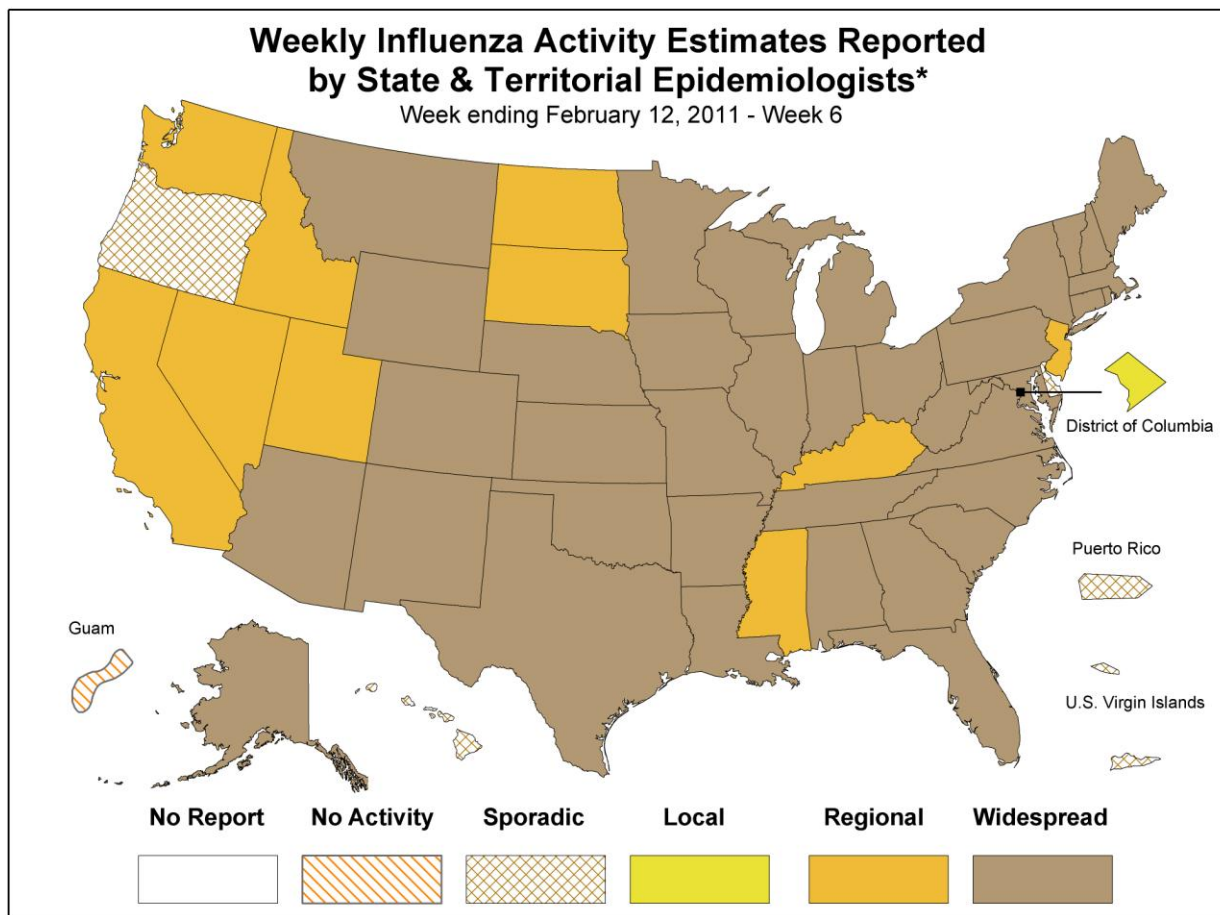 Weekly Influenza Activity Estimates Reported
by State & Territorial Epidemiologists*
Week ending February 12, 2011 - Week 6
District of Columbia
Puerto Rico
Guam
U.S. Virgin Islands
No Report No Activity Sporadic Local Regional Widespread